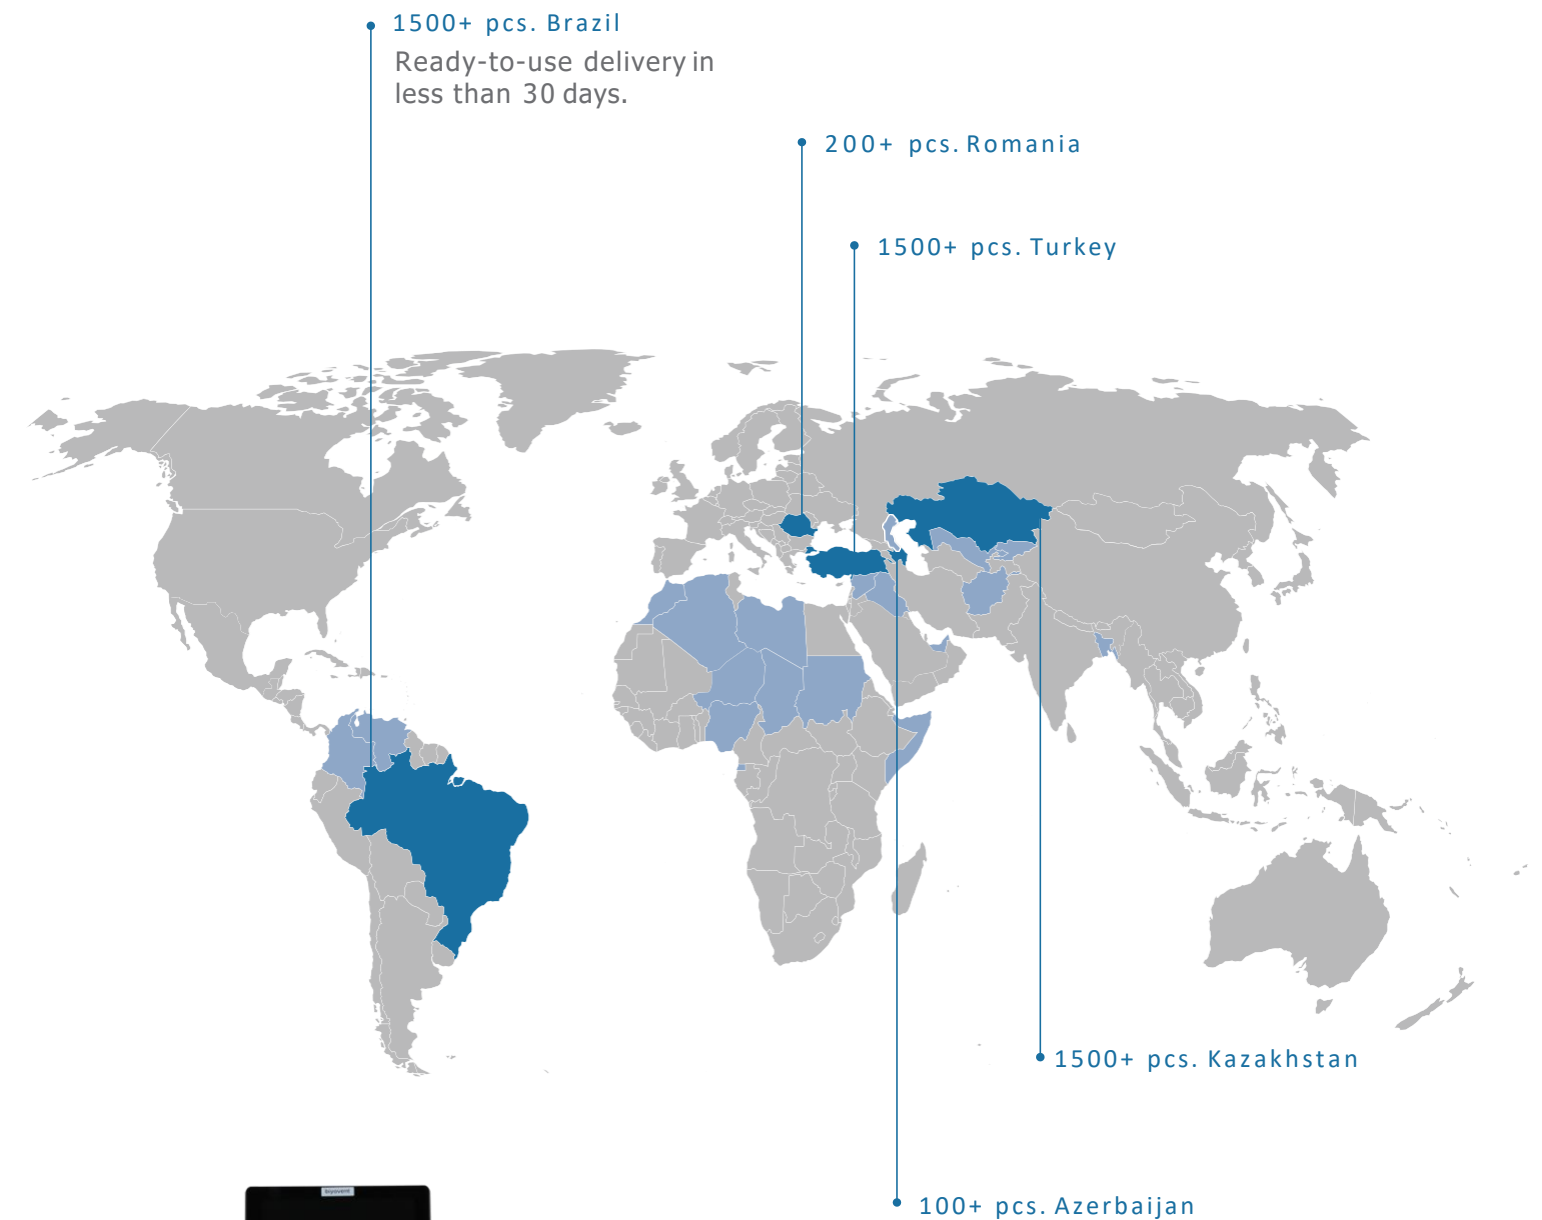 1500+ pcs. Brazil
Ready-to-use delivery in
less than 30 days.
200+ pcs. Romania
1500+ pcs. Turkey
1500+ pcs. Kazakhstan
100+ pcs. Azerbaijan
biyovent